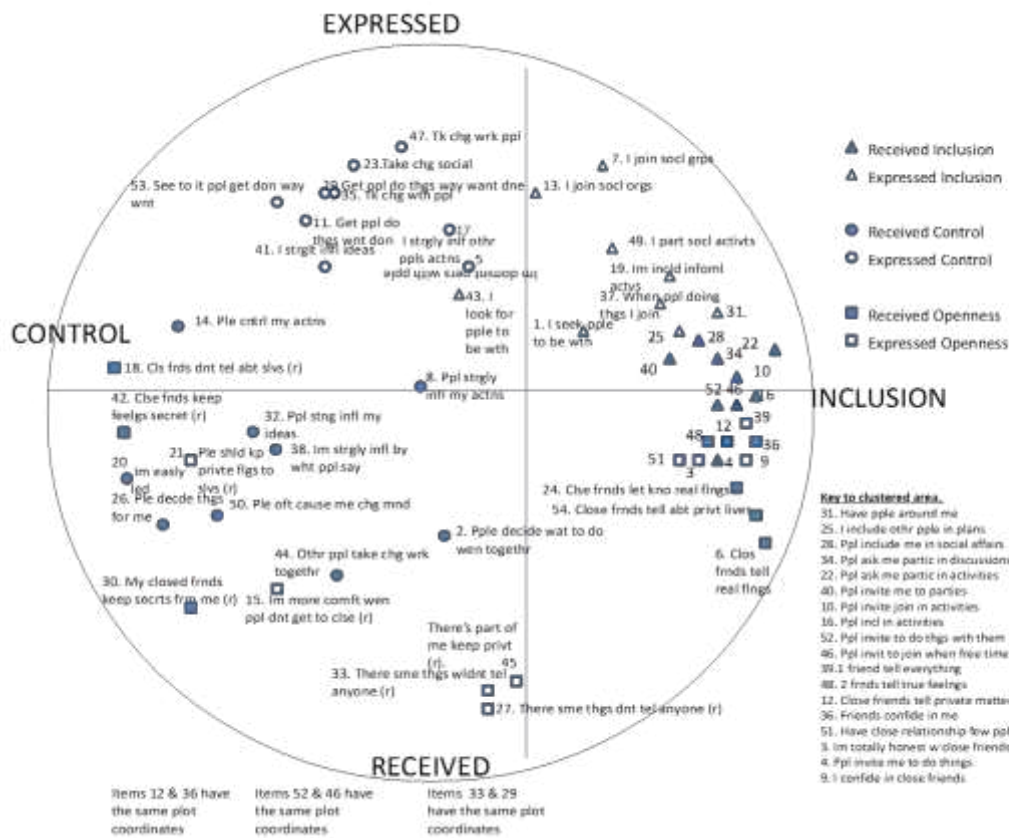 EXPRESSED
47. Tk chg wrk ppl
23.Take chg social
7. I join socl grps
53. See to it ppl get don way
wnt
29 Get ppl do thgs way want dne
35. Tk chg wth ppl
13. I join socl orgs
11. Get ppl do
thgs wnt don
17
I strgly infl othr
ppls actns
5
41. I strglt infl ideas
49. I part socl activts
19. Im incld infoml
actvs
43. I
look for
pple to
be wth
37. When ppl doing
thgs I join
31.
1. I seek pple
to be wth
25
28
22
34
40
10
CONTROL
14. Ple cntrl my actns
18. Cls frds dnt tel abt slvs (r)
8. Ppl strgly
infl my actns
52
46
16
INCLUSION
42. Clse fnds keep
feelgs secret (r)
32. Ppl stng infl my
ideas
38. Im strgly infl by
wht ppl say
39
12
48
36
20
im easly
led
21
Ple shld kp
privte flgs to
slvs (r)
51
3
4
9
26. Ple decde thgs
for me
50. Ple oft cause me chg mnd
24. Clse frnds let kno real flngs
54. Close frnds tell abt privt lives
2. Pple decide wat to do
wen togethr
6. Clos
frnds tell
real flngs
44. Othr ppl take chg wrk
togethr
30. My closed frnds
keep secrts frm me (r)
15. Im more comft wen
ppl dnt get to clse (r)
There's part of
me keep privt
(r).
45
33. There sme thgs wldnt tel
anyone (r)
27. There sme thgs dnt tel anyone (r)
RECEIVED
Received Inclusion
Expressed Inclusion
Received Control
Expressed Control
Received Openness
Expressed Openness
Key to clustered area.
31. Have pple around me
25. I include othr pple in plans
28. Ppl include me in social affairs
34. Ppl ask me partic in discussions
22. Ppl ask me partic in activities
40. Ppl invite me to parties
10. Ppl invite join in activities
16. Ppl incl in activities
52. Ppl invite to do thgs wth them
46. Ppl invit to join when free time
39.1 friend tell everything
48. 2 frnds tell true feelngs
12. Close friends tell private matter
36. Friends confide in me
51. Have close relationship few ppl
3. Im totally honest w close friends
4. Ppl invite me to do things
9. I confide in close friends
Items 12 & 36 have
the same plot
coordinates
Items 52 & 46 have
the same plot
coordinates
Items 33 & 29
have the same plot
coordinates